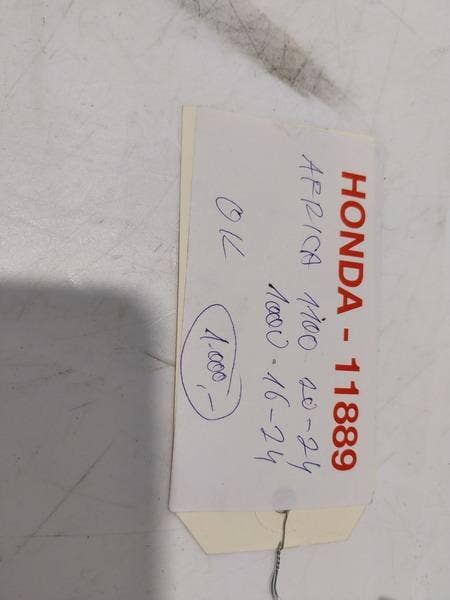 HONDA - 11889
AFRICA 1100 20-24
1000 - 16-24
OK
1.000,-